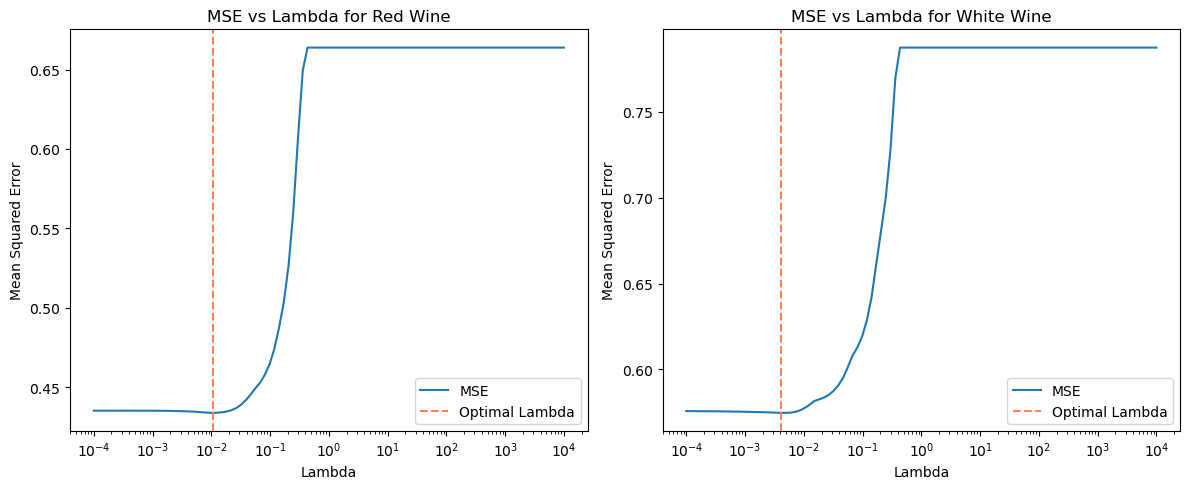 MSE vs Lambda for Red Wine
Mean Squared Error
0.65
0.60
0.55
0.50
0.45
10⁻⁴ 10⁻³ 10⁻² 10⁻¹ 10⁰ 10¹ 10² 10³ 10⁴
Lambda
MSE
Optimal Lambda
MSE vs Lambda for White Wine
Mean Squared Error
0.75
0.70
0.65
0.60
10⁻⁴ 10⁻³ 10⁻² 10⁻¹ 10⁰ 10¹ 10² 10³ 10⁴
Lambda
MSE
Optimal Lambda